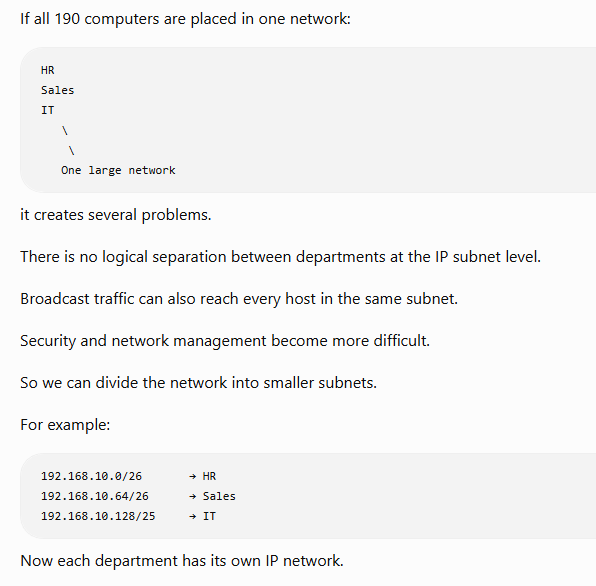 If all 190 computers are placed in one network:
HR
Sales
IT
\
\
One large network
it creates several problems.
There is no logical separation between departments at the IP subnet level.
Broadcast traffic can also reach every host in the same subnet.
Security and network management become more difficult.
So we can divide the network into smaller subnets.
For example:
192.168.10.0/26 → HR
192.168.10.64/26 → Sales
192.168.10.128/25 → IT
Now each department has its own IP network.